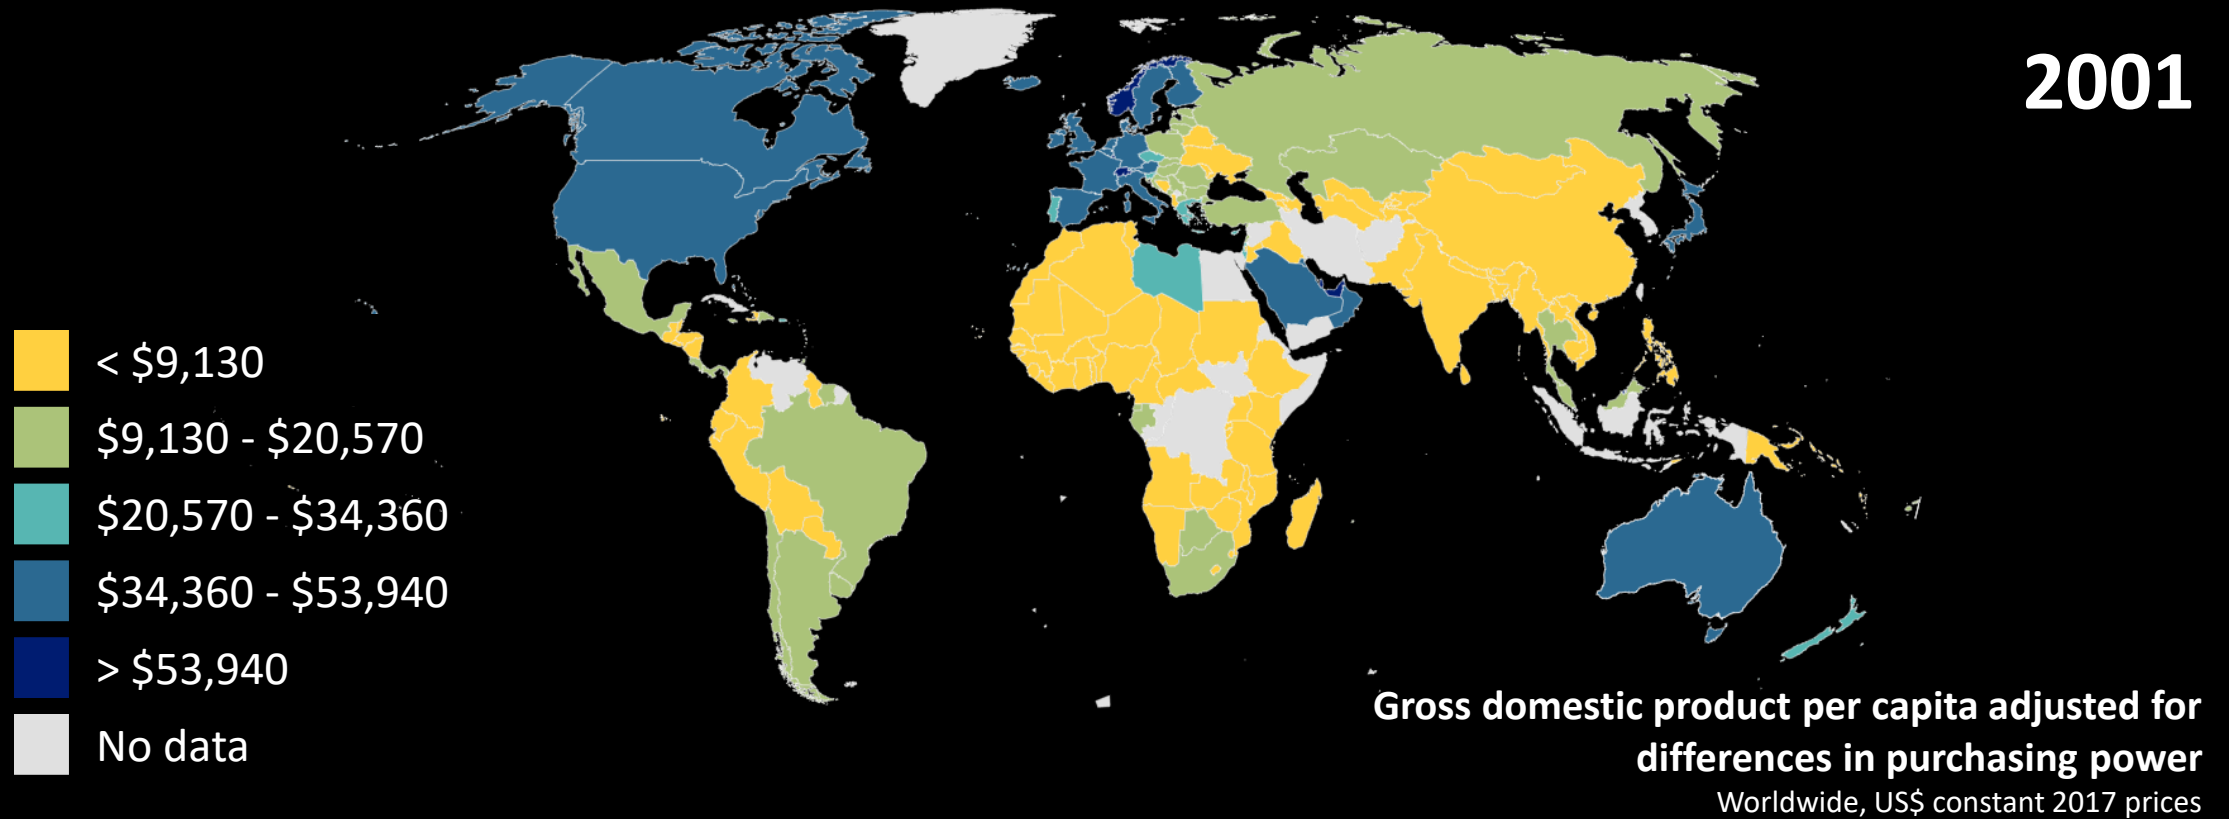 2001
< $9,130
$9,130 - $20,570
$20,570 - $34,360
$34,360 - $53,940
> $53,940
No data
Gross domestic product per capita adjusted for
differences in purchasing power
Worldwide, US$ constant 2017 prices